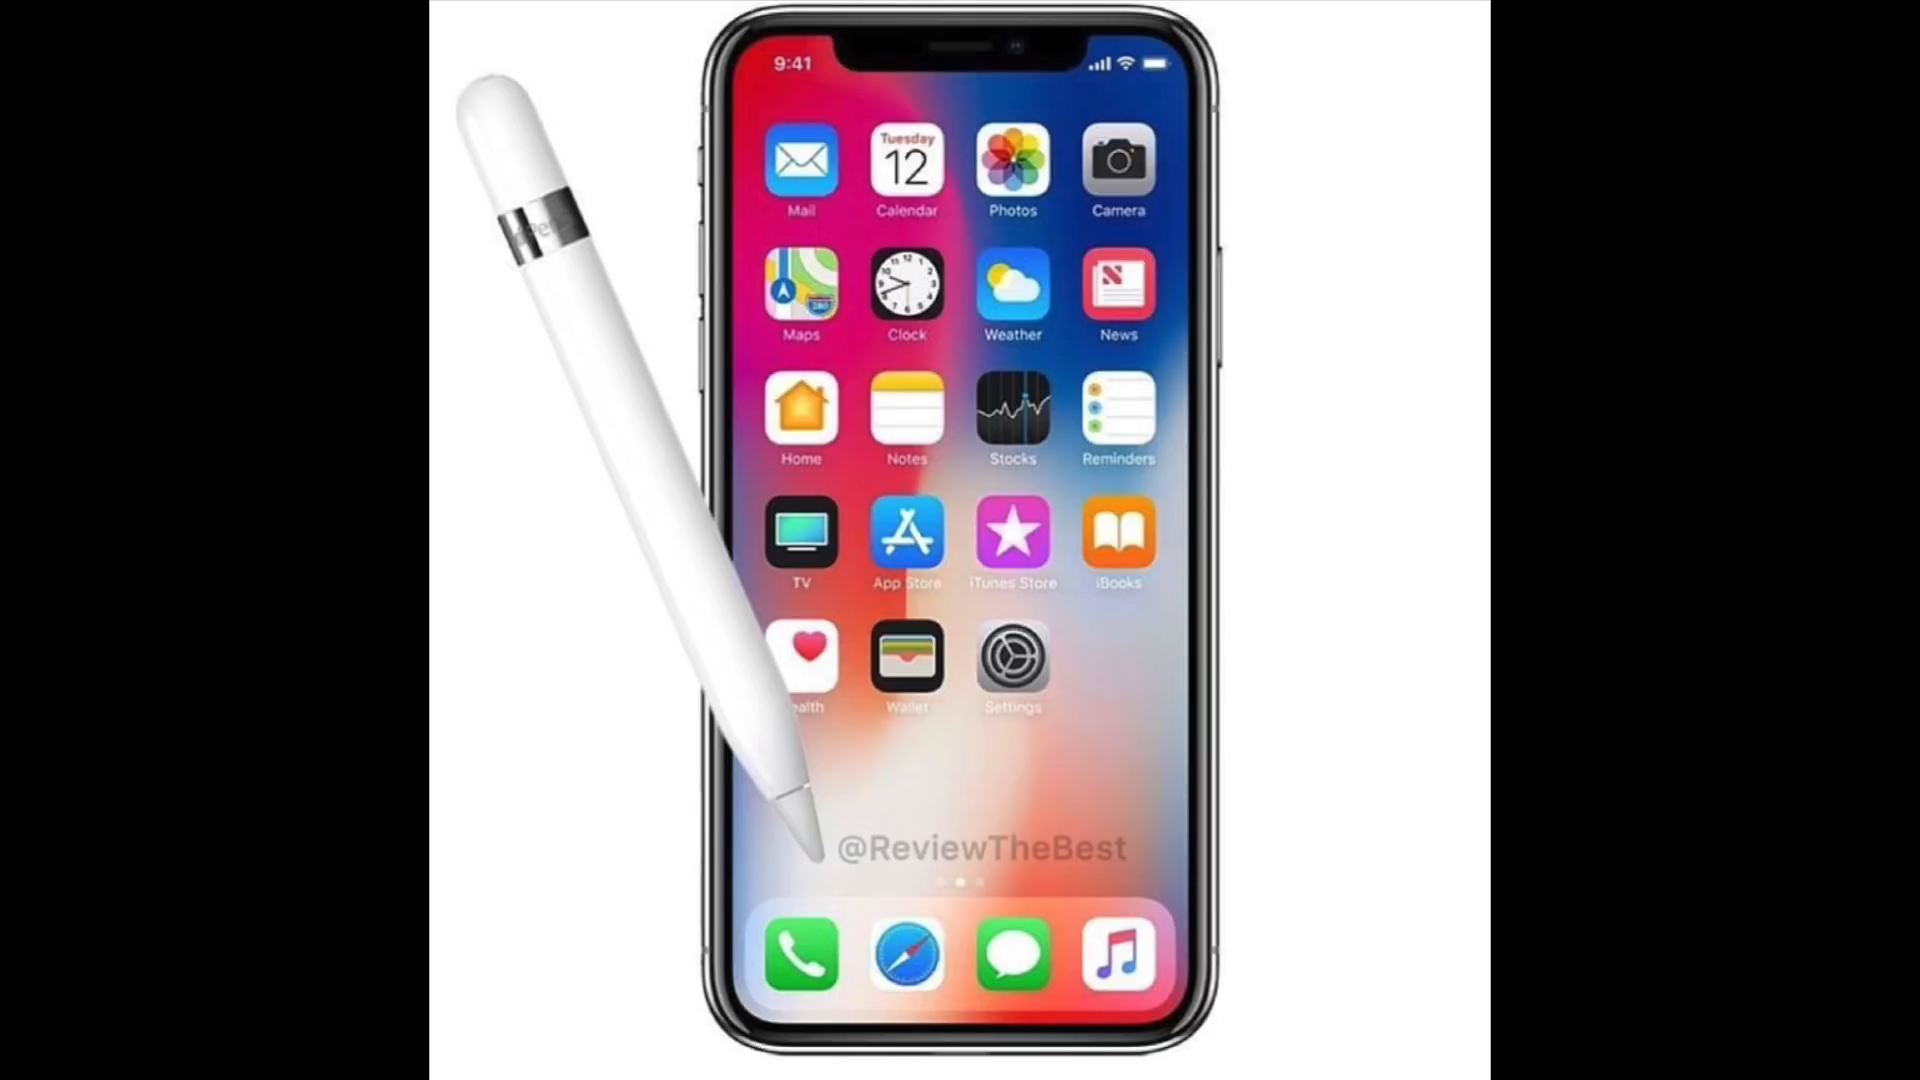 9:41
Tuesday
12
Mail Calendar Photos Camera
Maps Clock Weather News
Home Notes Stocks Reminders
TV App Store iTunes Store iBooks
ealth Wallet Settings
@ReviewTheBest